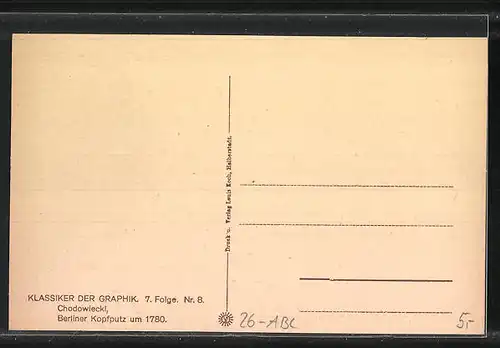 Druck u. Verlag Louis Koch, Halberstadt.
KLASSIKER DER GRAPHIK. 7. Folge. Nr. 8.
Chodowiecki,
Berliner Kopfputz um 1780.
26-ABC
5,-